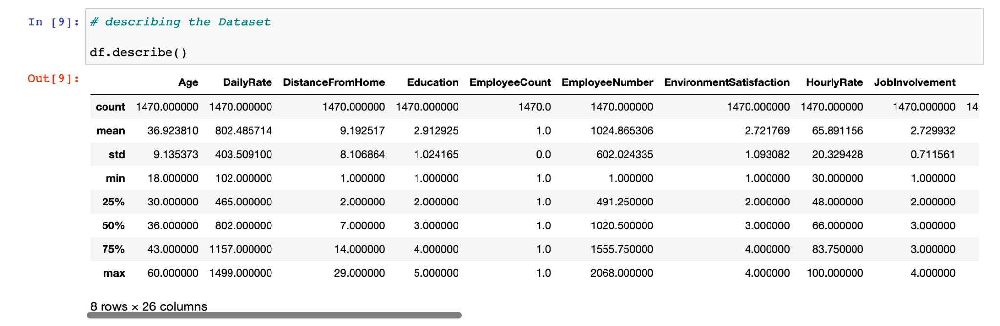 In [9]: # describing the Dataset
df.describe()
Out[9]:
Age DailyRate DistanceFromHome Education EmployeeCount EmployeeNumber EnvironmentSatisfaction HourlyRate JobInvolvement
count 1470.000000 1470.000000 1470.000000 1470.000000 1470.0 1470.000000 1470.000000 1470.000000 1470.000000 14
mean 36.923810 802.485714 9.192517 2.912925 1.0 1024.865306 2.721769 65.891156 2.729932
std 9.135373 403.509100 8.106864 1.024165 0.0 602.024335 1.093082 20.329428 0.711561
min 18.000000 102.000000 1.000000 1.000000 1.0 1.000000 1.000000 30.000000 1.000000
25% 30.000000 465.000000 2.000000 2.000000 1.0 491.250000 2.000000 48.000000 2.000000
50% 36.000000 802.000000 7.000000 3.000000 1.0 1020.500000 3.000000 66.000000 3.000000
75% 43.000000 1157.000000 14.000000 4.000000 1.0 1555.750000 4.000000 83.750000 3.000000
max 60.000000 1499.000000 29.000000 5.000000 1.0 2068.000000 4.000000 100.000000 4.000000
8 rows × 26 columns